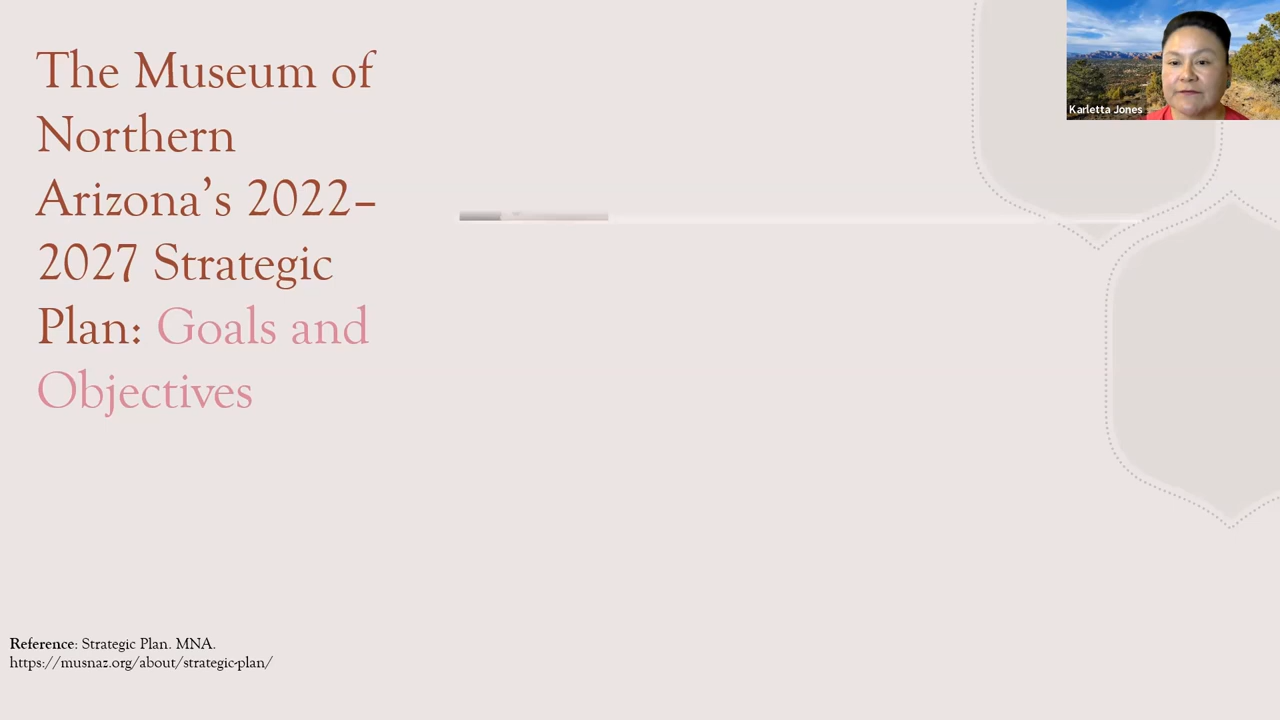 The Museum of
Northern
Arizona’s 2022–
2027 Strategic
Plan: Goals and
Objectives
Karletta Jones
Reference: Strategic Plan. MNA.
https://musnaz.org/about/strategic-plan/